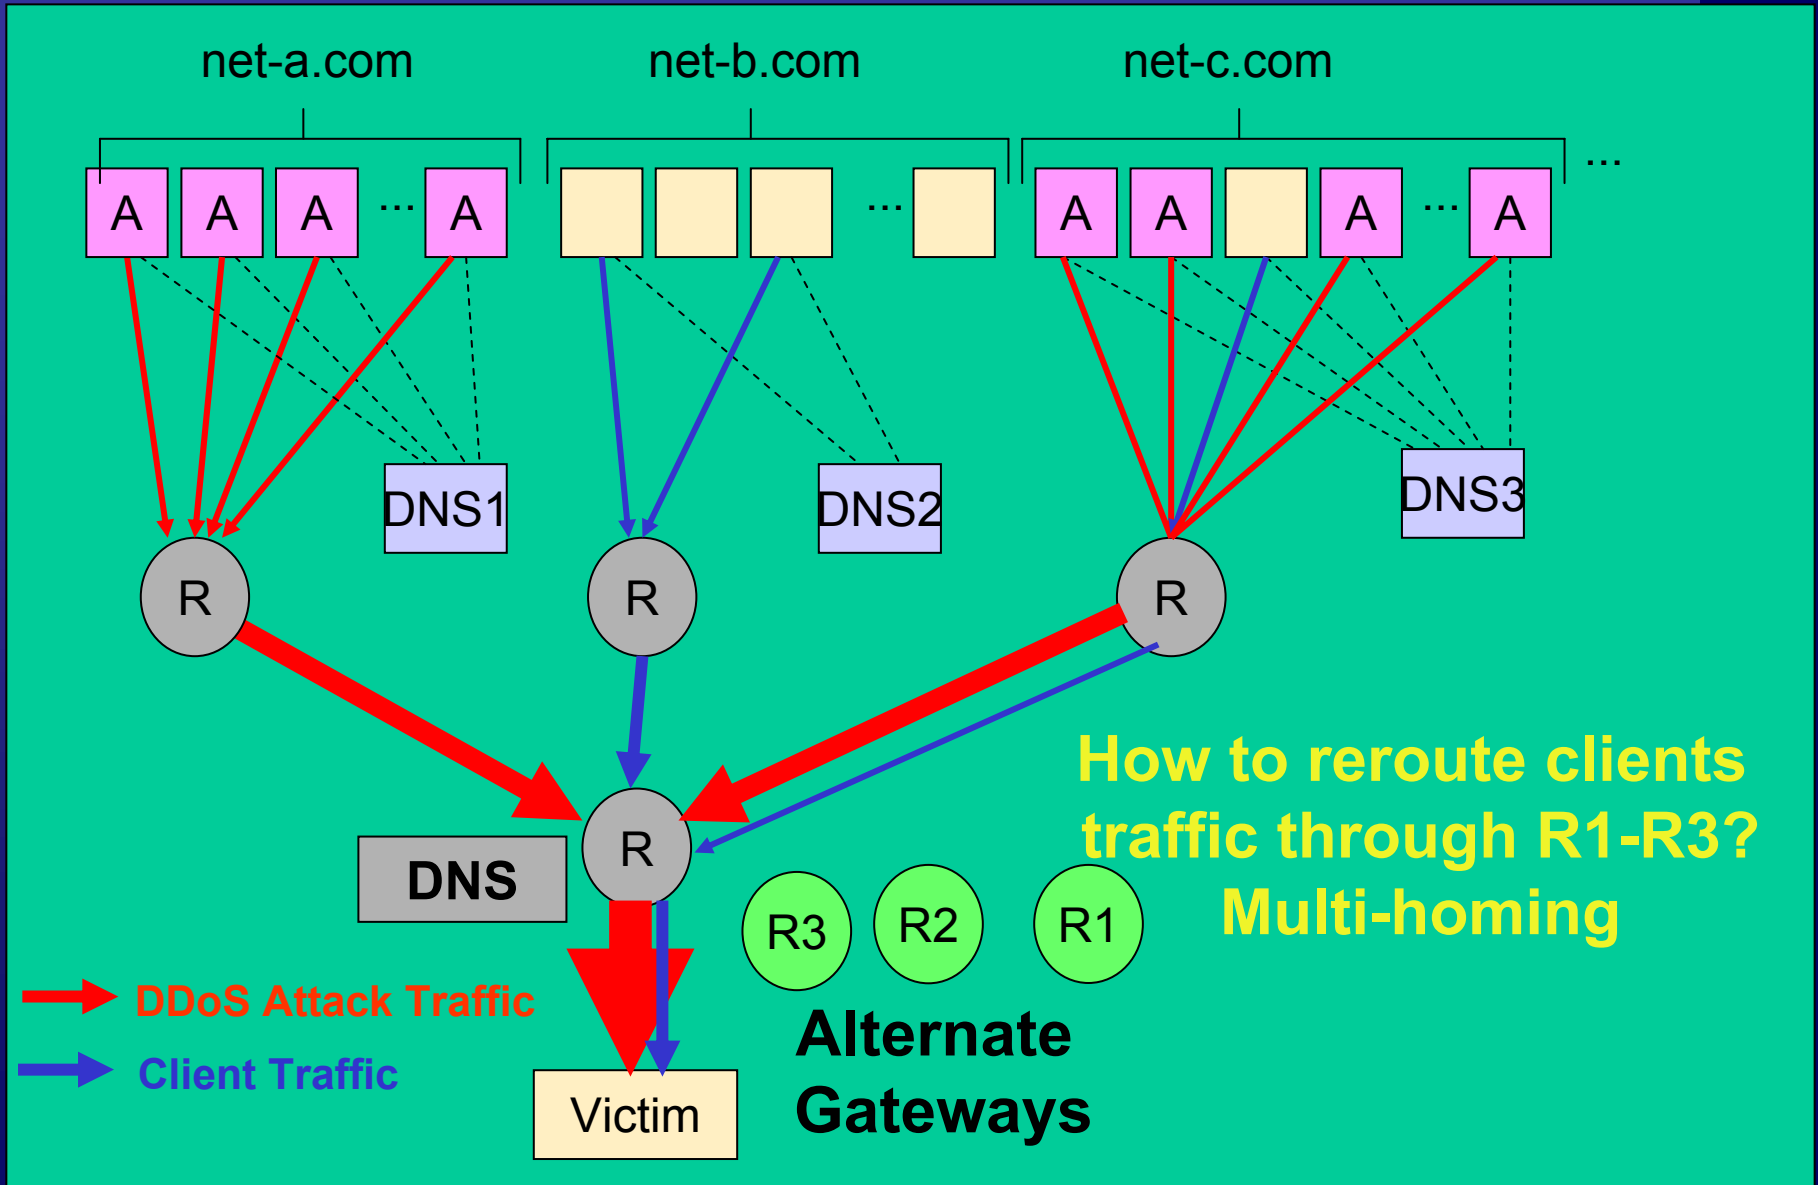 net-a.com net-b.com net-c.com
A A A ... A ... A A A ... A ...
DNS1 DNS2 DNS3
R R R
How to reroute clients
traffic through R1-R3?
Multi-homing
R
DNS
R3 R2 R1
DDoS Attack Traffic
Alternate
Gateways
Client Traffic
Victim